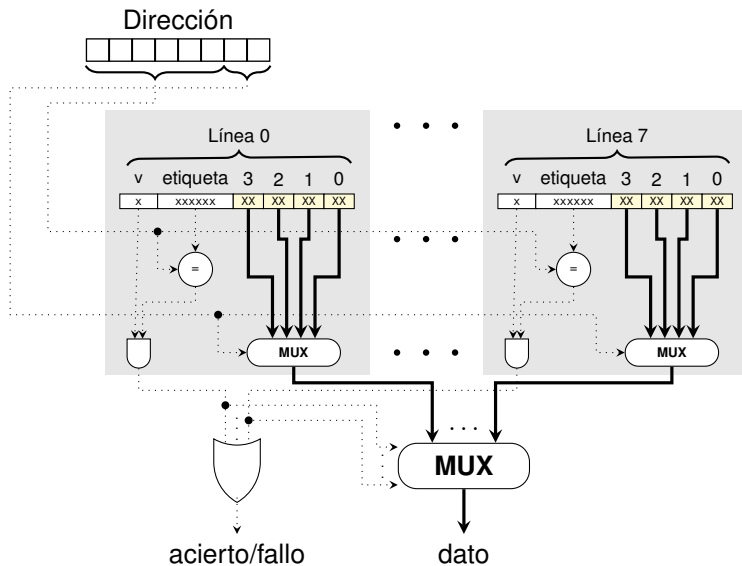 Dirección
Línea 0
Línea 7
v etiqueta 3 2 1 0
v etiqueta 3 2 1 0
x xxxxxx XX XX XX XX
x xxxxxx XX XX XX XX
=
=
MUX
MUX
MUX
acierto/fallo
dato